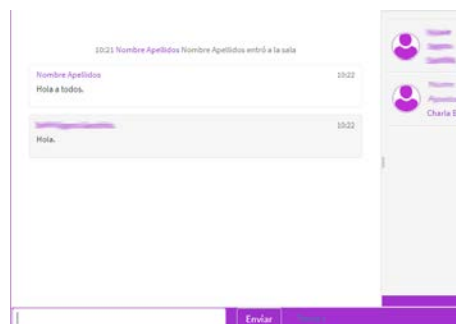 10:21 Nombre Apellidos Nombre Apellidos entró a la sala
Nombre Apellidos 10:22
Hola a todos.
10:22
Hola.
Charla
Enviar